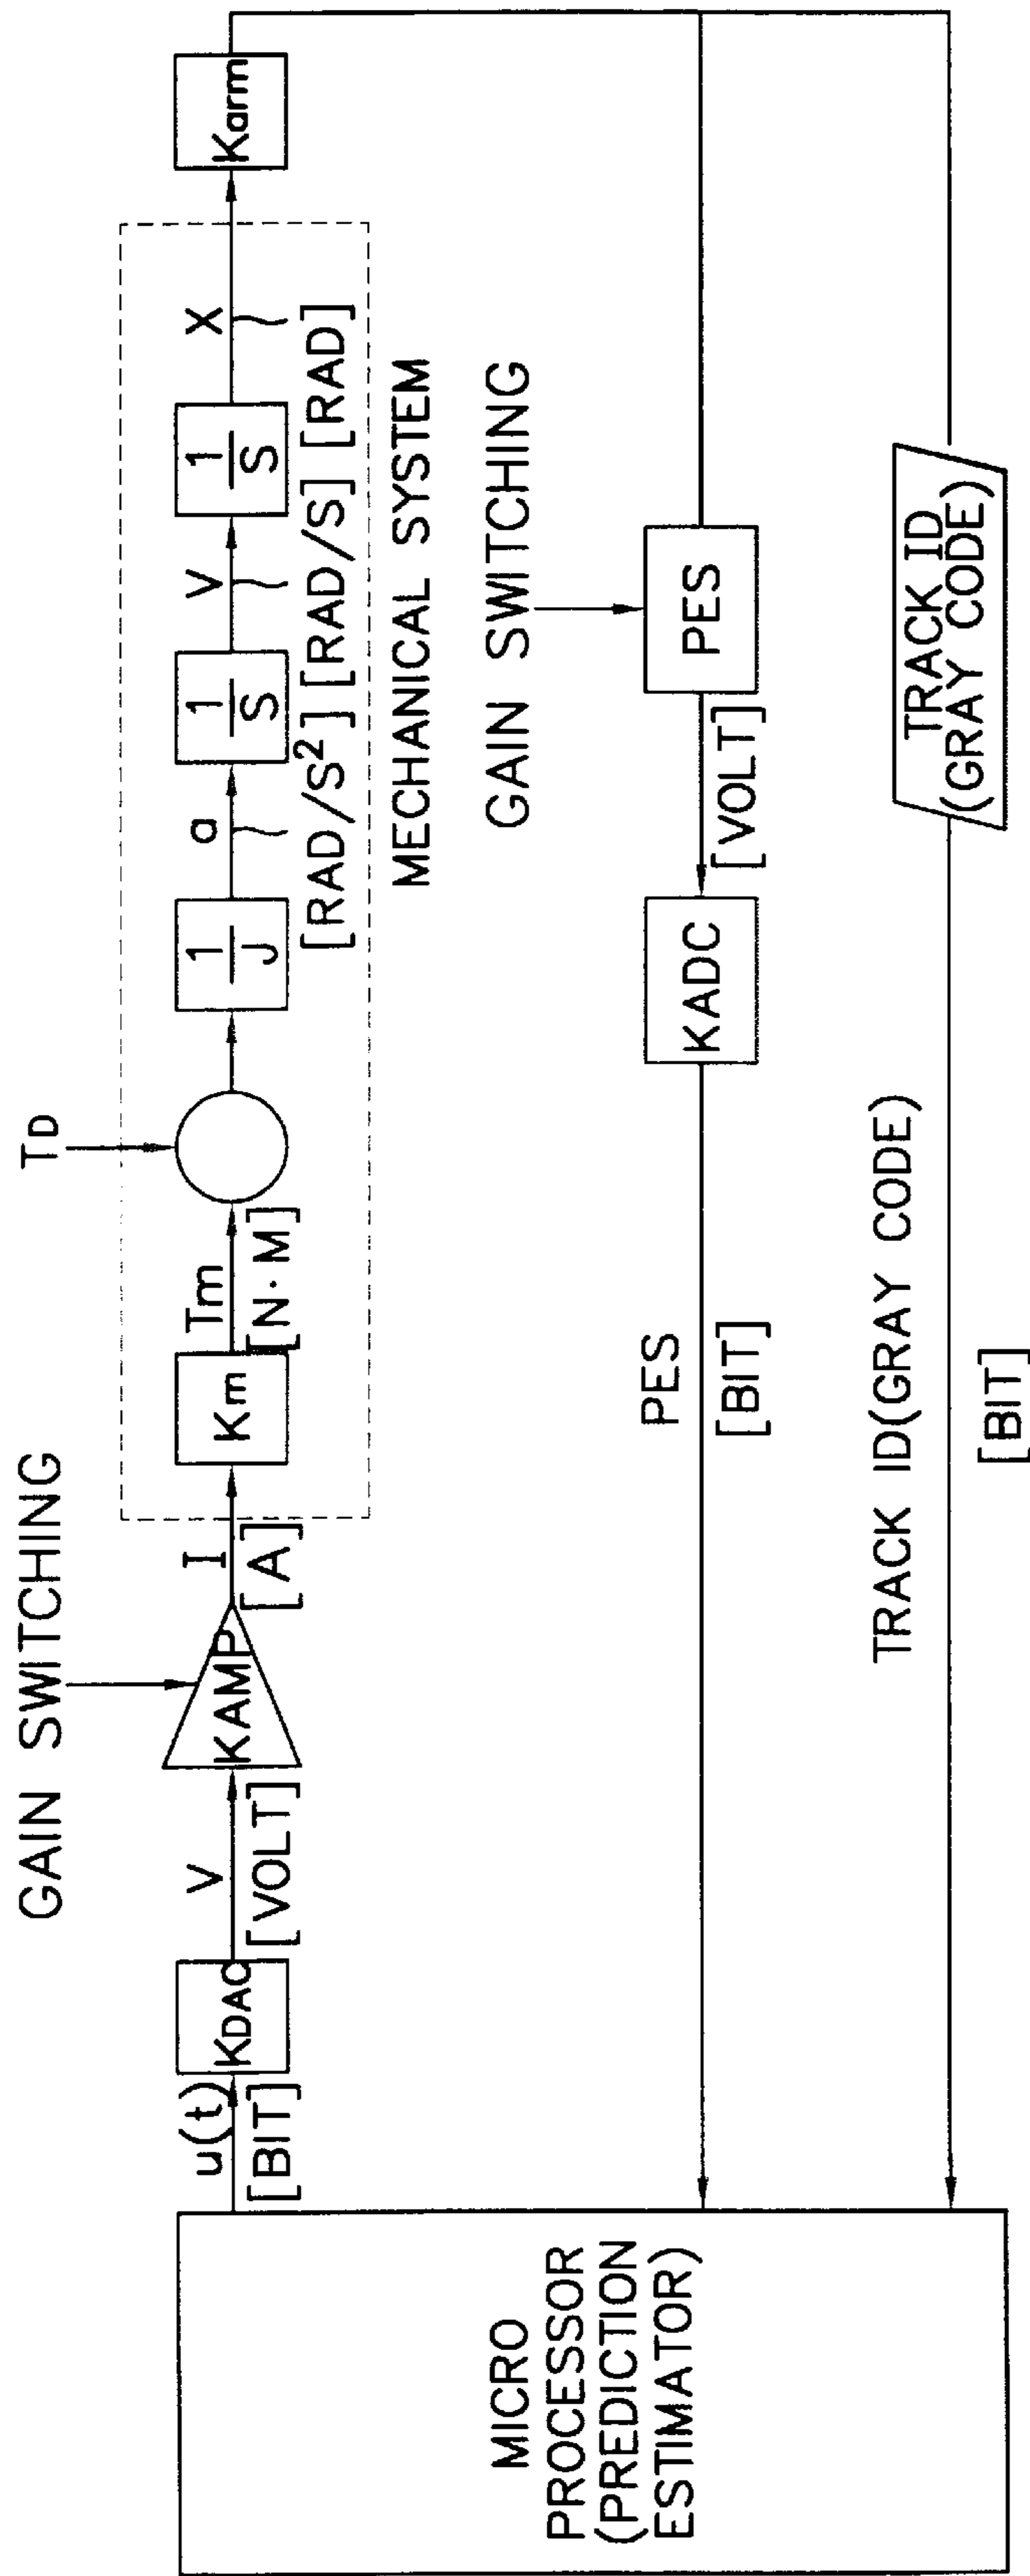 GAIN SWITCHING
TD
u(t)
[BIT]
KDAC
V
[VOLT]
KAMP
I
[A]
Km
Tm
[N·M]
1
J
a
[RAD/S²]
1
S
V
[RAD/S]
1
S
X
[RAD]
Karm
MECHANICAL SYSTEM
GAIN SWITCHING
MICRO
PROCESSOR
(PREDICTION
ESTIMATOR)
PES
[BIT]
KADC
[VOLT]
PES
TRACK ID(GRAY CODE)
[BIT]
TRACK ID
(GRAY CODE)